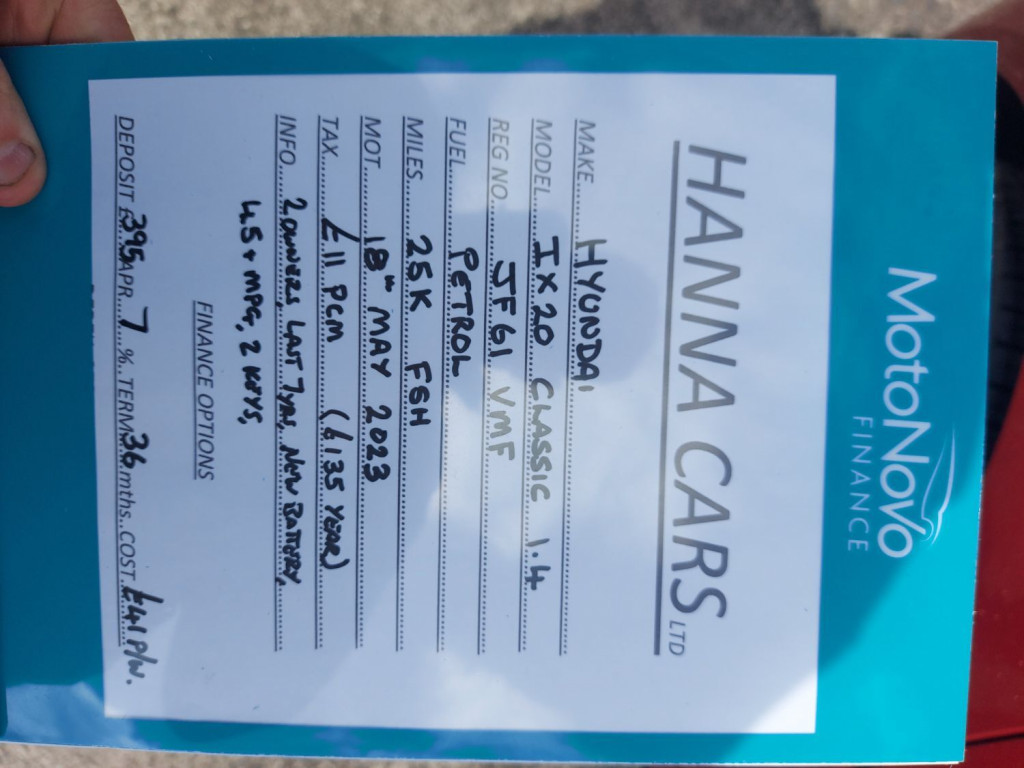 MotoNovo
FINANCE
HANNA CARS LTD
MAKE...... HYUNDAI
MODEL.... IX20 CLASSIC 1.4
REG NO.... JF61 VMF
FUEL....... PETROL
MILES...... 25K FSH
MOT....... 18th MAY 2023
TAX....... £11 PCM (£135 YEAR)
INFO.... 2 OWNERS, LAST 7yrs, NEW BATTERY,
45+ MPG, 2 KEYS,
FINANCE OPTIONS
DEPOSIT £395 APR...7...%..TERM 36 mths..COST.£41 P/W.